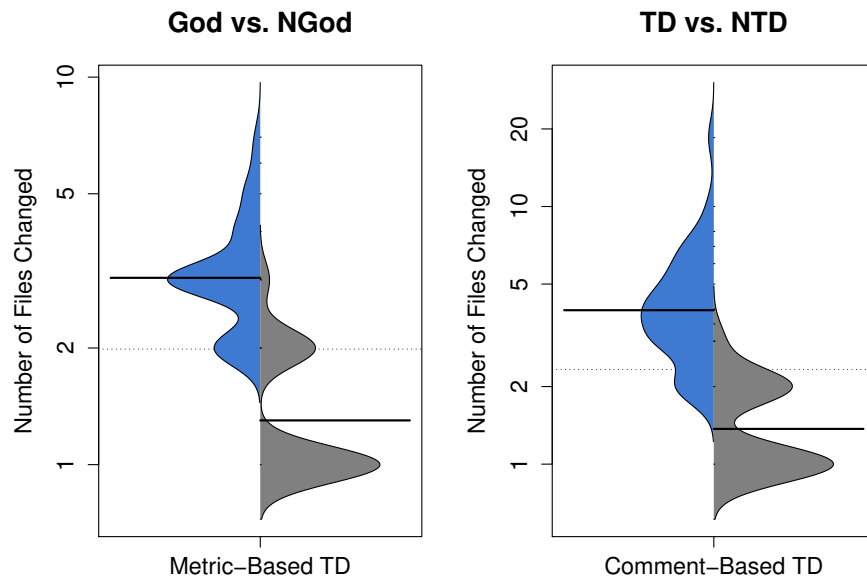 God vs. NGod
TD vs. NTD
Number of Files Changed
10
5
2
1
Metric−Based TD
Number of Files Changed
20
10
5
2
1
Comment−Based TD